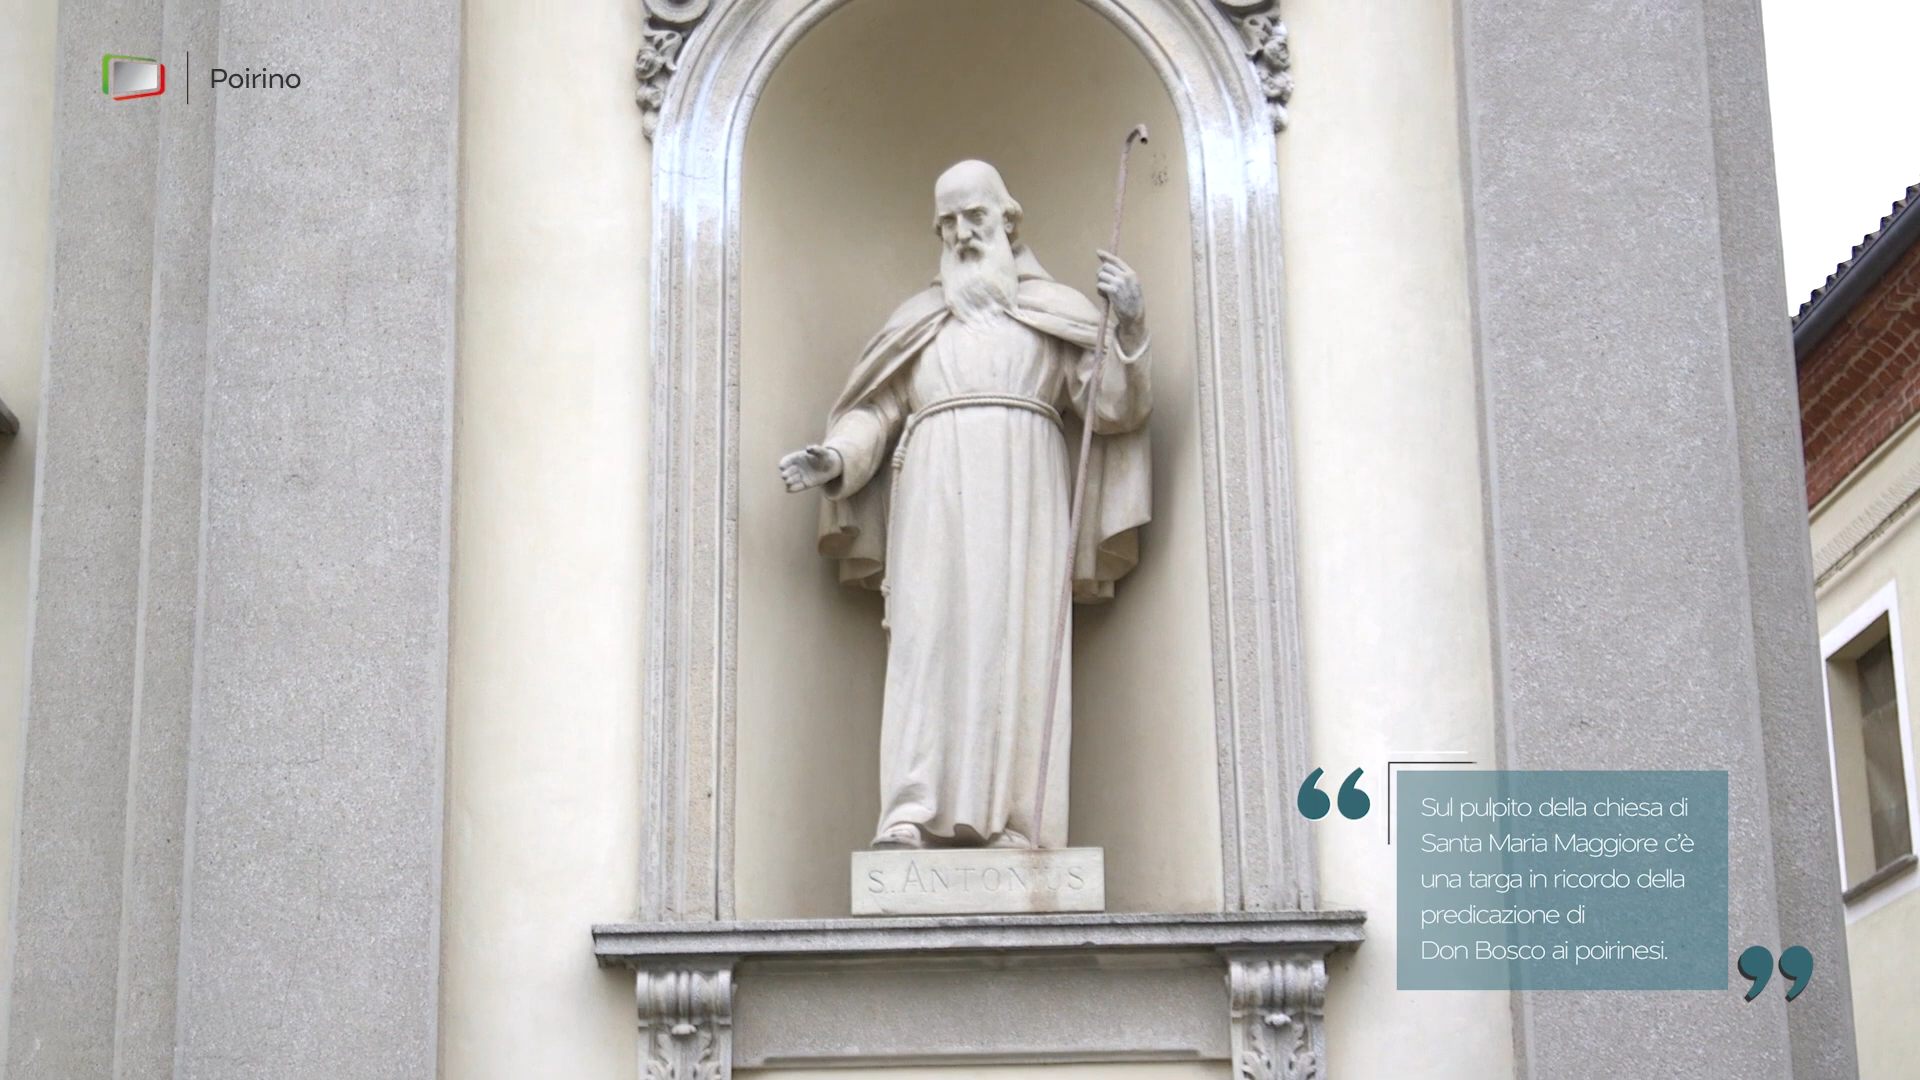 Poirino
S. ANTONIUS
“
Sul pulpito della chiesa di
Santa Maria Maggiore c'è
una targa in ricordo della
predicazione di
Don Bosco ai poirinesi.
”